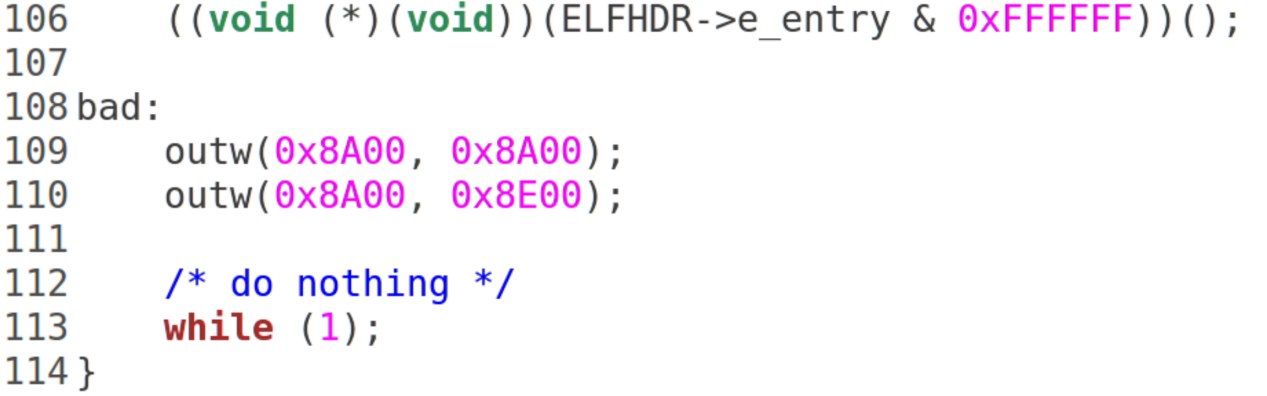 106    ((void (*)(void))(ELFHDR->e_entry & 0xFFFFFF))();
107
108 bad:
109    outw(0x8A00, 0x8A00);
110    outw(0x8A00, 0x8E00);
111
112    /* do nothing */
113    while (1);
114 }